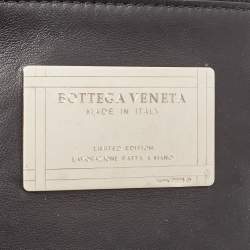 BOTTEGA VENETA
MADE IN ITALY
LIMITED EDITION
LAVORAZIONE FATTA A MANO